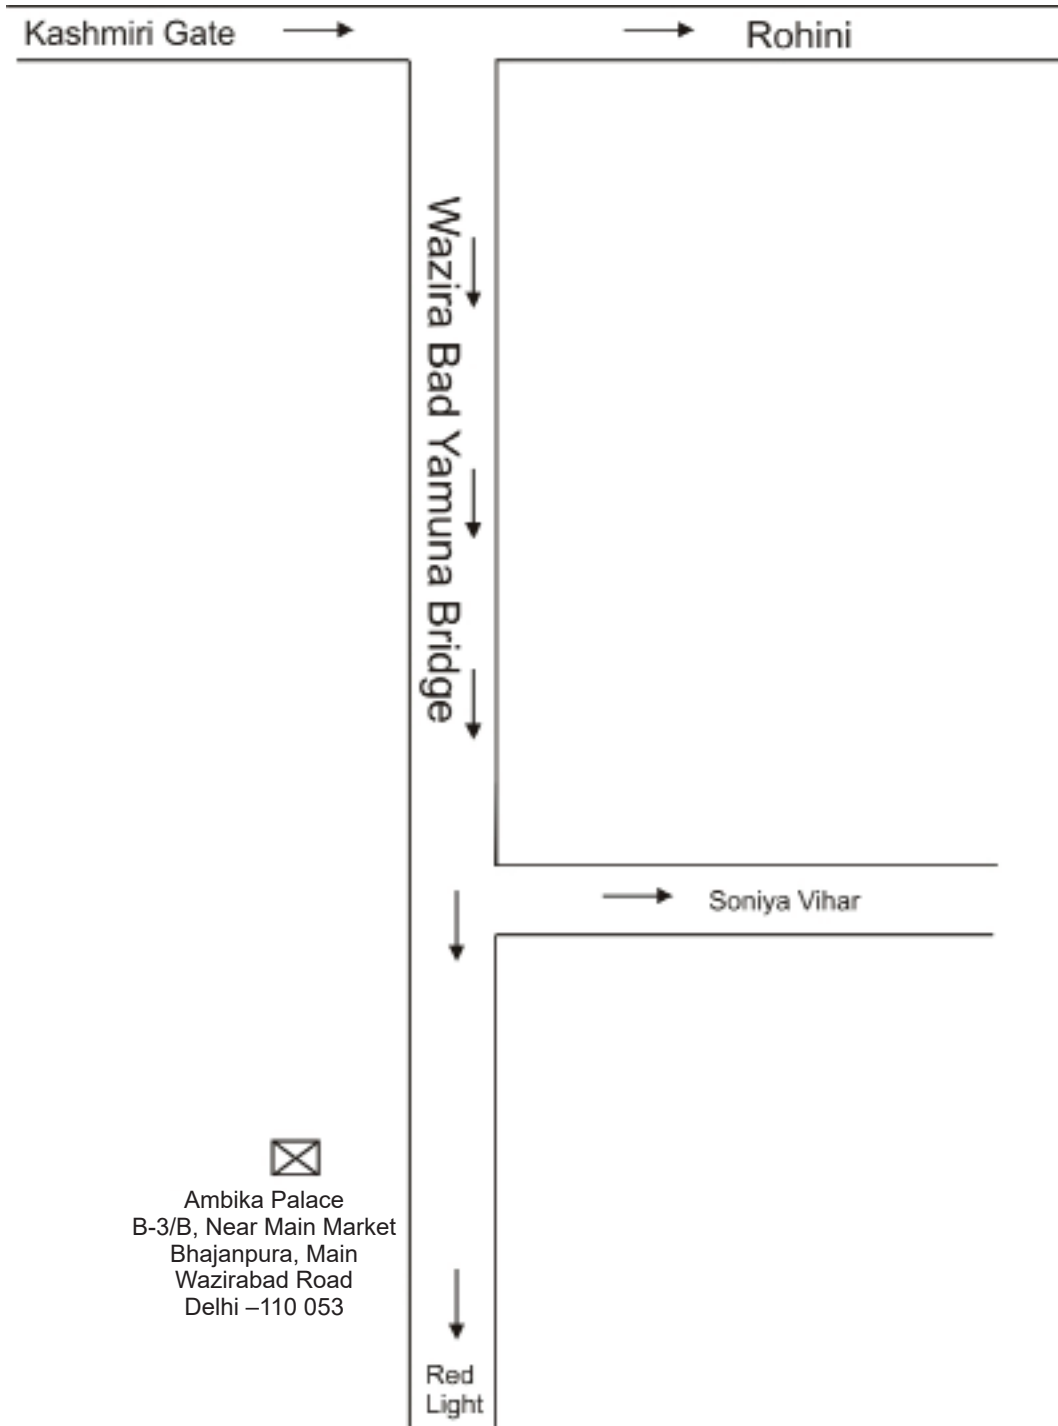 Kashmiri Gate
Rohini
Wazira Bad Yamuna Bridge
Soniya Vihar
Ambika Palace
B-3/B, Near Main Market
Bhajanpura, Main
Wazirabad Road
Delhi –110 053
Red
Light